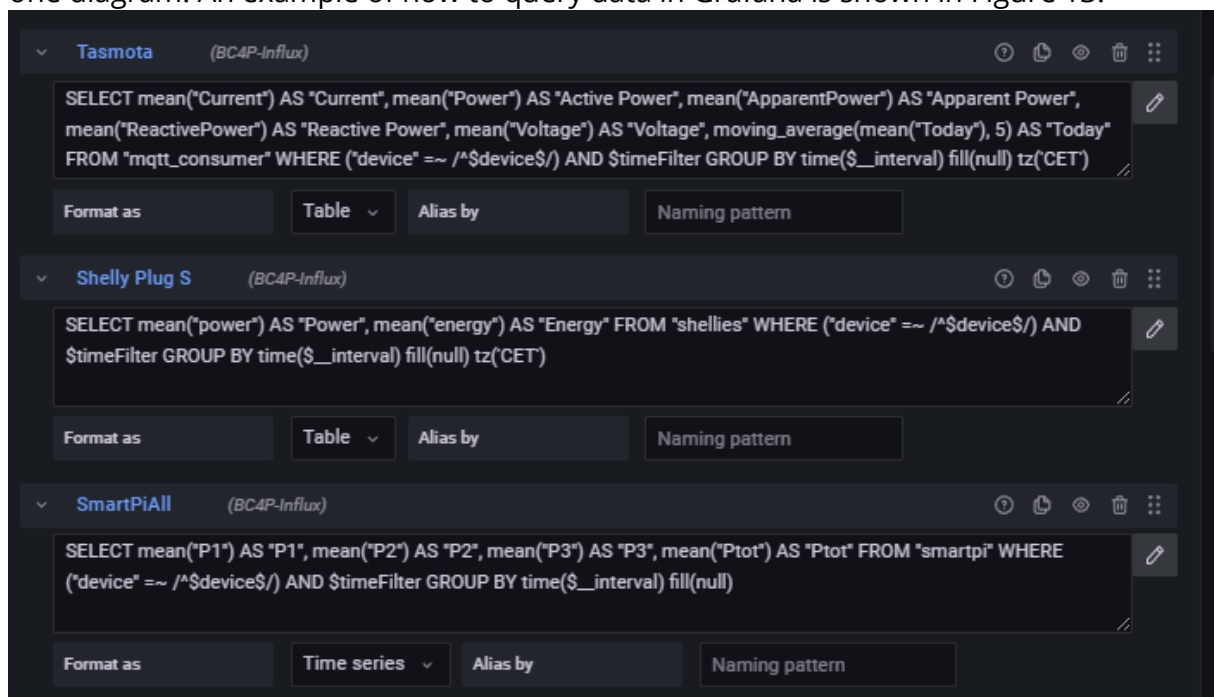 one diagram. An example of how to query data in Grafana is shown in Figure 13.
Tasmota (BC4P-Influx)
SELECT mean("Current") AS "Current", mean("Power") AS "Active Power", mean("ApparentPower") AS "Apparent Power",
mean("ReactivePower") AS "Reactive Power", mean("Voltage") AS "Voltage", moving_average(mean("Today"), 5) AS "Today"
FROM "mqtt_consumer" WHERE ("device" =~ /^$device$/) AND $timeFilter GROUP BY time($__interval) fill(null) tz('CET')
Format as Table Alias by Naming pattern
Shelly Plug S (BC4P-Influx)
SELECT mean("power") AS "Power", mean("energy") AS "Energy" FROM "shellies" WHERE ("device" =~ /^$device$/) AND
$timeFilter GROUP BY time($__interval) fill(null) tz('CET')
Format as Table Alias by Naming pattern
SmartPiAll (BC4P-Influx)
SELECT mean("P1") AS "P1", mean("P2") AS "P2", mean("P3") AS "P3", mean("Ptot") AS "Ptot" FROM "smartpi" WHERE
("device" =~ /^$device$/) AND $timeFilter GROUP BY time($__interval) fill(null)
Format as Time series Alias by Naming pattern